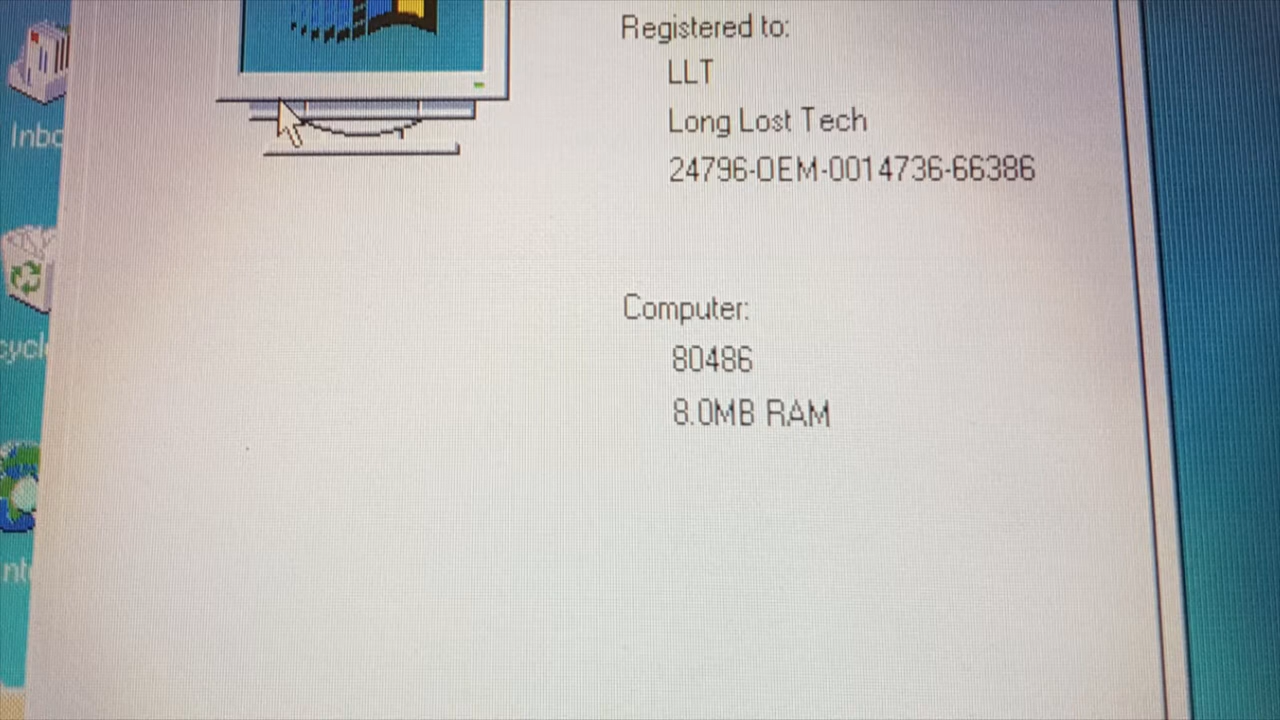 Registered to:
LLT
Long Lost Tech
24796-OEM-0014736-66386
Computer:
80486
8.0MB RAM